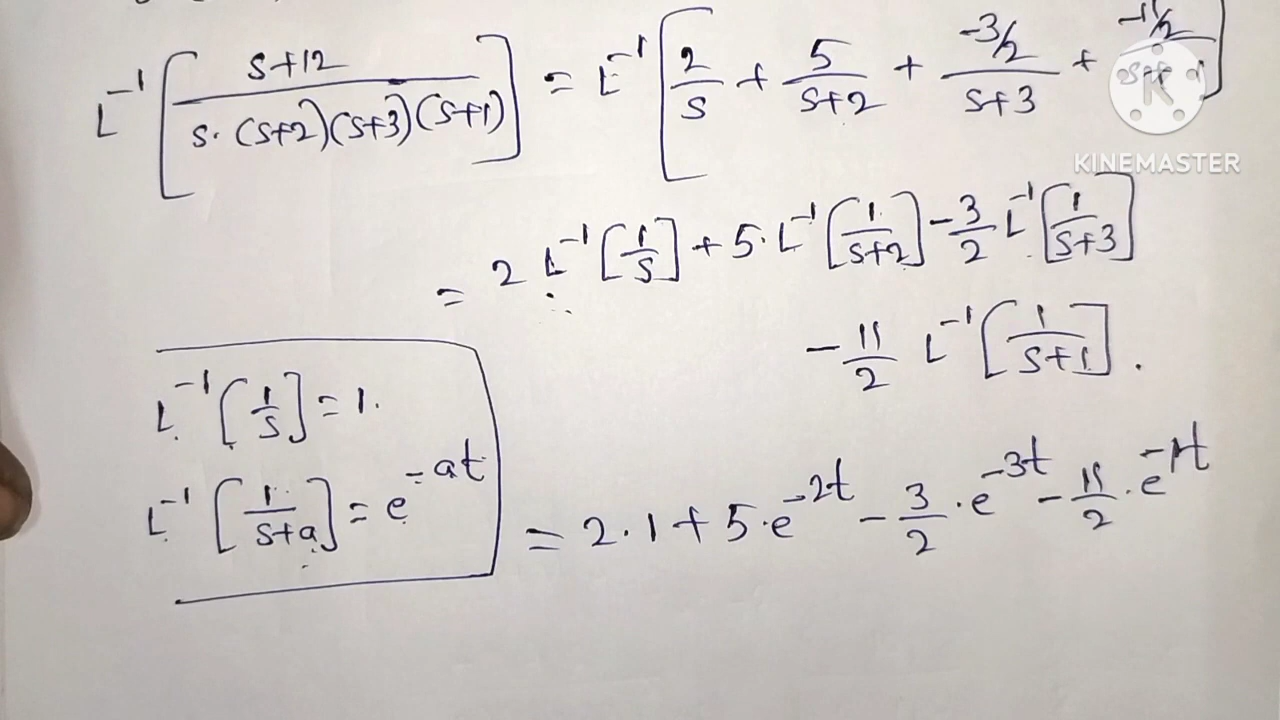 L⁻¹ [ s+12 / s·(s+2)(s+3)(s+1) ] = L⁻¹ [ 2/s + 5/s+2 + -3/2 / s+3 + -11/2 / ]
KINEMASTER
= 2 L⁻¹ [1/s] + 5· L⁻¹ [1/s+2] - 3/2 L⁻¹ [1/s+3]
- 11/2 L⁻¹ [1/s+1] .
L⁻¹ [1/s] = 1.
L⁻¹ [1/s+a] = e^-at
= 2·1 + 5·e^-2t - 3/2 · e^-3t - 11/2 · e^-1t